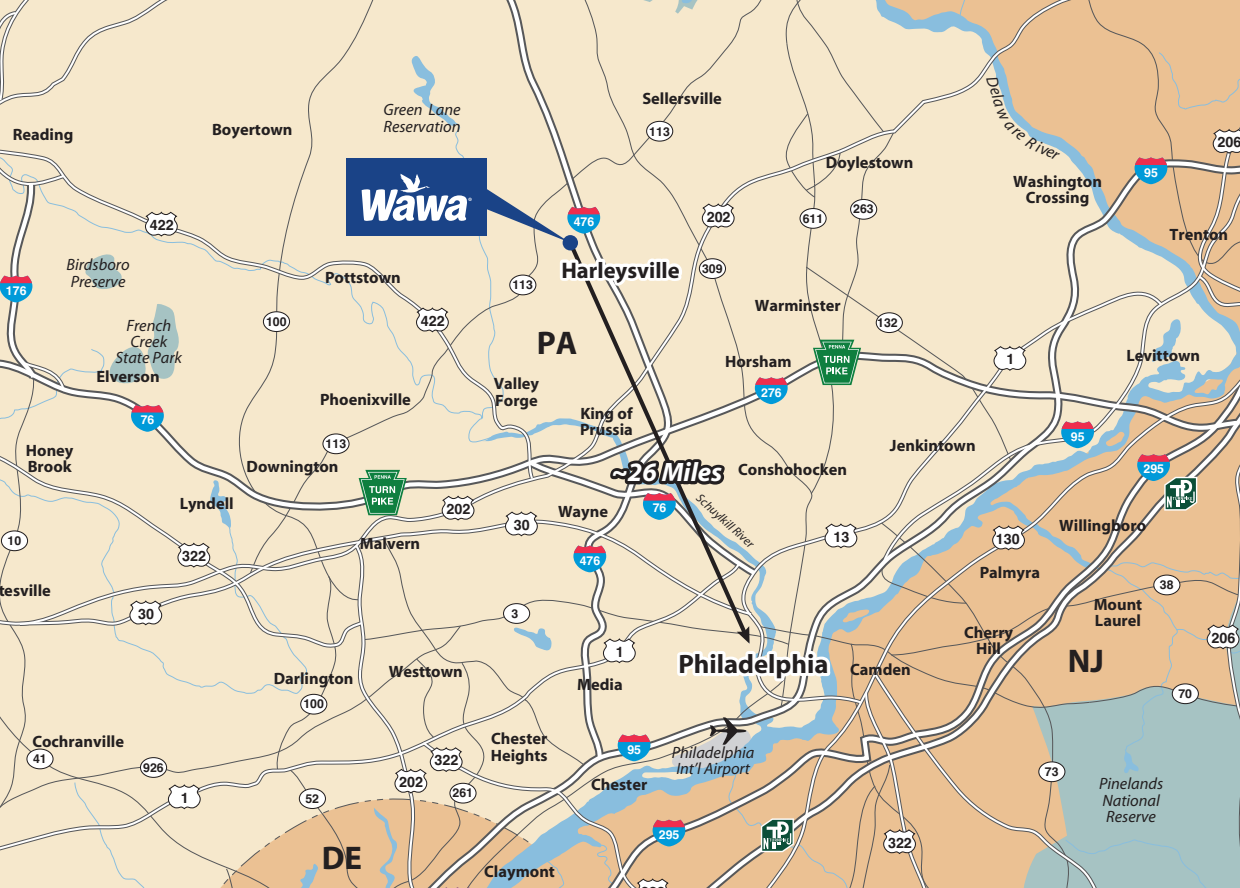 Sellersville
Green Lane
Reservation
Reading
Boyertown
113
Delaware River
206
Doylestown
95
Washington
Crossing
Wawa
202
611
263
422
476
Trenton
Birdsboro
Preserve
Harleysville
309
Pottstown
113
176
Warminster
100
422
132
French
Creek
State Park
PA
PENNA
TURN
PIKE
1
Levittown
Horsham
Elverson
276
Valley
Forge
Phoenixville
76
King of
Prussia
95
113
Jenkintown
Honey
Brook
Downington
~26 Miles
Conshohocken
295
PENNA
TURN
PIKE
Lyndell
202
76
Schuylkill River
Wayne
30
Willingboro
13
130
10
Malvern
322
476
Palmyra
tesville
38
30
3
Mount
Laurel
Cherry
Hill
206
1
Philadelphia
NJ
Camden
Westtown
Darlington
Media
70
100
Cochranville
Chester
Heights
95
41
926
322
Philadelphia
Int'l Airport
73
202
Chester
1
52
261
Pinelands
National
Reserve
295
322
DE
Claymont